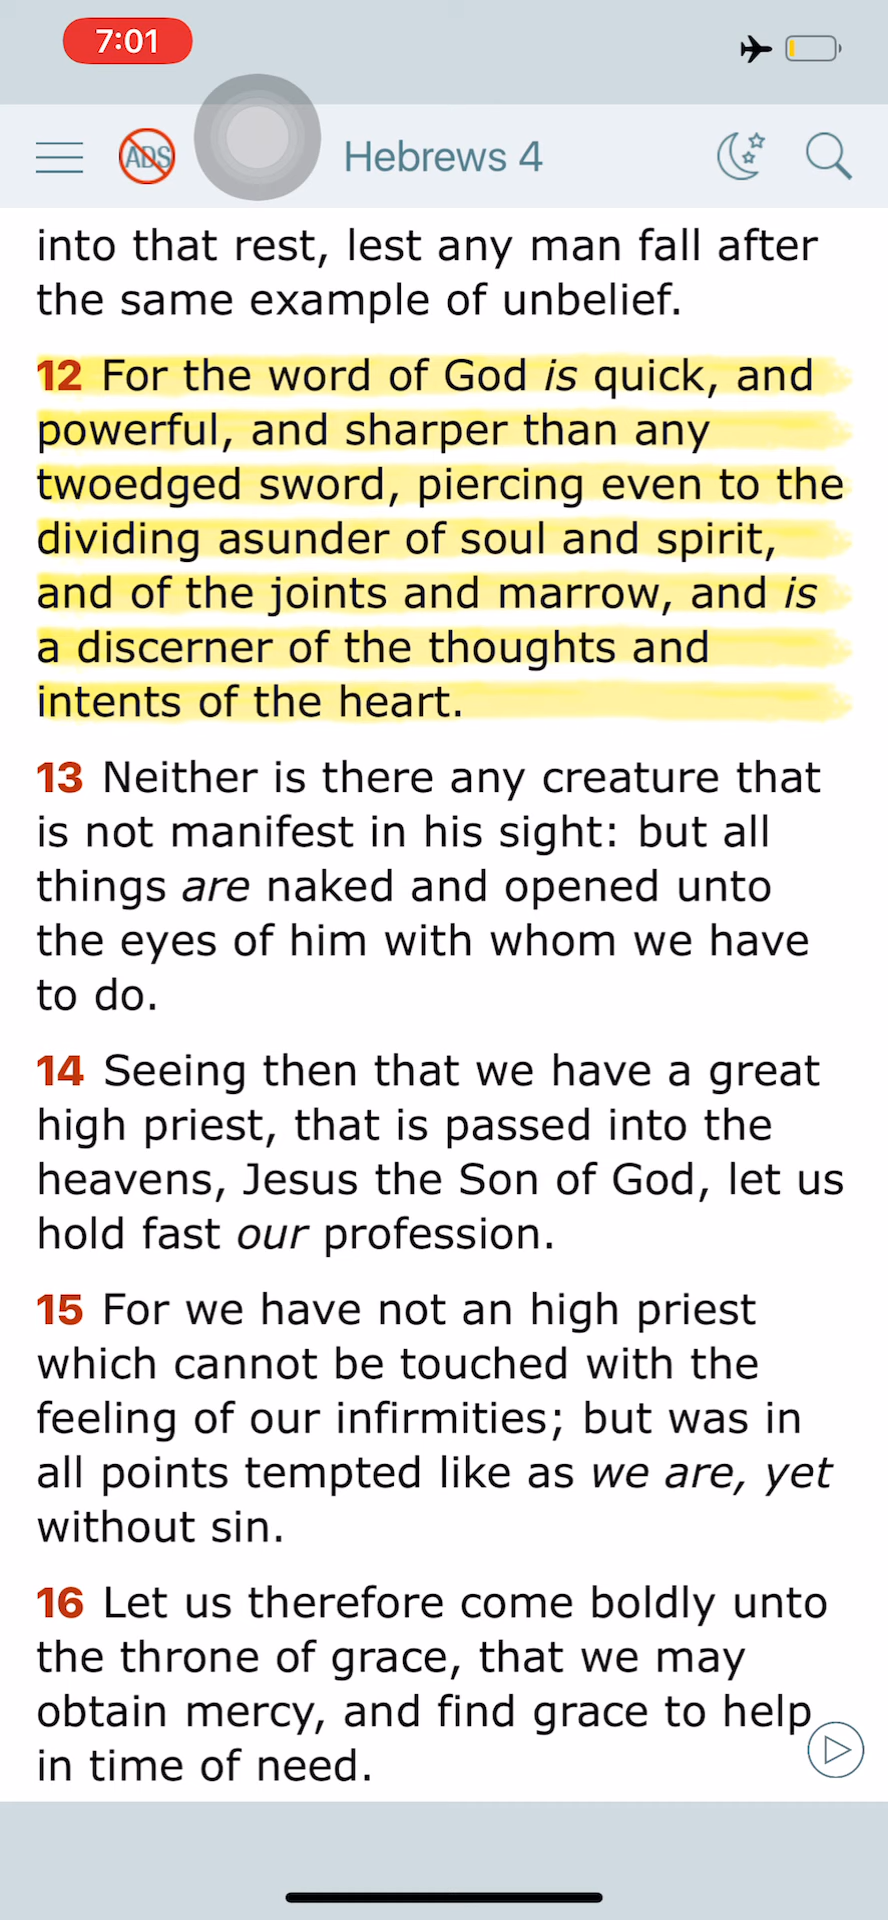 7:01
ADS
Hebrews 4
into that rest, lest any man fall after
the same example of unbelief.
12 For the word of God is quick, and
powerful, and sharper than any
twoedged sword, piercing even to the
dividing asunder of soul and spirit,
and of the joints and marrow, and is
a discerner of the thoughts and
intents of the heart.
13 Neither is there any creature that
is not manifest in his sight: but all
things are naked and opened unto
the eyes of him with whom we have
to do.
14 Seeing then that we have a great
high priest, that is passed into the
heavens, Jesus the Son of God, let us
hold fast our profession.
15 For we have not an high priest
which cannot be touched with the
feeling of our infirmities; but was in
all points tempted like as we are, yet
without sin.
16 Let us therefore come boldly unto
the throne of grace, that we may
obtain mercy, and find grace to help
in time of need.